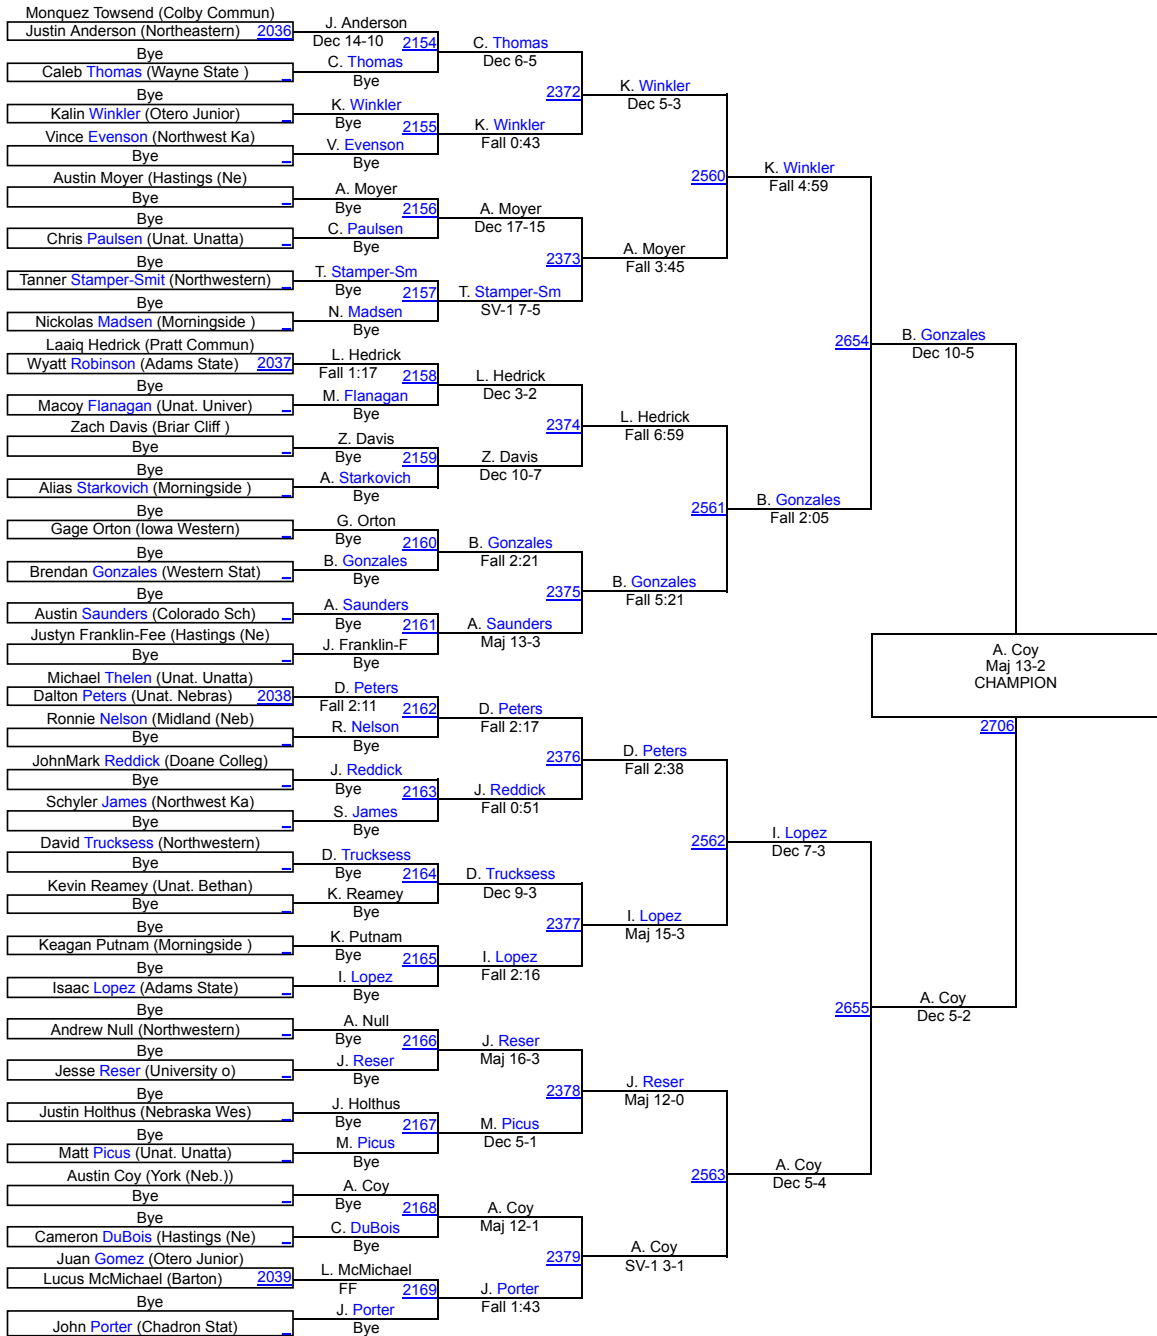 Monquez Towsend (Colby Commun)
Justin Anderson (Northeastern) 2036
Bye
Caleb Thomas (Wayne State )
Bye
Kalin Winkler (Otero Junior)
Vince Evenson (Northwest Ka)
Bye
Austin Moyer (Hastings (Ne)
Bye
Bye
Chris Paulsen (Unat. Unatta)
Bye
Tanner Stamper-Smit (Northwestern)
Bye
Nickolas Madsen (Morningside )
Laaiq Hedrick (Pratt Commun)
Wyatt Robinson (Adams State) 2037
Bye
Macoy Flanagan (Unat. Univer)
Zach Davis (Briar Cliff )
Bye
Bye
Alias Starkovich (Morningside )
Bye
Gage Orton (Iowa Western)
Bye
Brendan Gonzales (Western Stat)
Bye
Austin Saunders (Colorado Sch)
Justyn Franklin-Fee (Hastings (Ne)
Bye
Michael Thelen (Unat. Unatta)
Dalton Peters (Unat. Nebras) 2038
Ronnie Nelson (Midland (Neb)
Bye
JohnMark Reddick (Doane Colleg)
Bye
Schyler James (Northwest Ka)
Bye
David Trucksess (Northwestern)
Bye
Kevin Reamey (Unat. Bethan)
Bye
Bye
Keagan Putnam (Morningside )
Bye
Isaac Lopez (Adams State)
Bye
Andrew Null (Northwestern)
Bye
Jesse Reser (University o)
Bye
Justin Holthus (Nebraska Wes)
Bye
Matt Picus (Unat. Unatta)
Austin Coy (York (Neb.))
Bye
Bye
Cameron DuBois (Hastings (Ne)
Juan Gomez (Otero Junior)
Lucus McMichael (Barton) 2039
Bye
John Porter (Chadron Stat)
J. Anderson
Dec 14-10 2154
C. Thomas
Bye
K. Winkler
Bye 2155
V. Evenson
Bye
A. Moyer
Bye 2156
C. Paulsen
Bye
T. Stamper-Sm
Bye 2157
N. Madsen
Bye
L. Hedrick
Fall 1:17 2158
M. Flanagan
Bye
Z. Davis
Bye 2159
A. Starkovich
Bye
G. Orton
Bye 2160
B. Gonzales
Bye
A. Saunders
Bye 2161
J. Franklin-F
Bye
D. Peters
Fall 2:11 2162
R. Nelson
Bye
J. Reddick
Bye 2163
S. James
Bye
D. Trucksess
Bye 2164
K. Reamey
Bye
K. Putnam
Bye 2165
I. Lopez
Bye
A. Null
Bye 2166
J. Reser
Bye
J. Holthus
Bye 2167
M. Picus
Bye
A. Coy
Bye 2168
C. DuBois
Bye
L. McMichael
FF 2169
J. Porter
Bye
C. Thomas
Dec 6-5
2372
K. Winkler
Fall 0:43
A. Moyer
Dec 17-15
2373
T. Stamper-Sm
SV-1 7-5
L. Hedrick
Dec 3-2
2374
Z. Davis
Dec 10-7
B. Gonzales
Fall 2:21
2375
A. Saunders
Maj 13-3
D. Peters
Fall 2:17
2376
J. Reddick
Fall 0:51
D. Trucksess
Dec 9-3
2377
I. Lopez
Fall 2:16
J. Reser
Maj 16-3
2378
M. Picus
Dec 5-1
A. Coy
Maj 12-1
2379
J. Porter
Fall 1:43
K. Winkler
Dec 5-3
2560
A. Moyer
Fall 3:45
L. Hedrick
Fall 6:59
2561
B. Gonzales
Fall 5:21
D. Peters
Fall 2:38
2562
I. Lopez
Maj 15-3
J. Reser
Maj 12-0
2563
A. Coy
SV-1 3-1
K. Winkler
Fall 4:59
2654
B. Gonzales
Fall 2:05
I. Lopez
Dec 7-3
2655
A. Coy
Dec 5-4
B. Gonzales
Dec 10-5
A. Coy
Dec 5-2
A. Coy
Maj 13-2
CHAMPION
2706